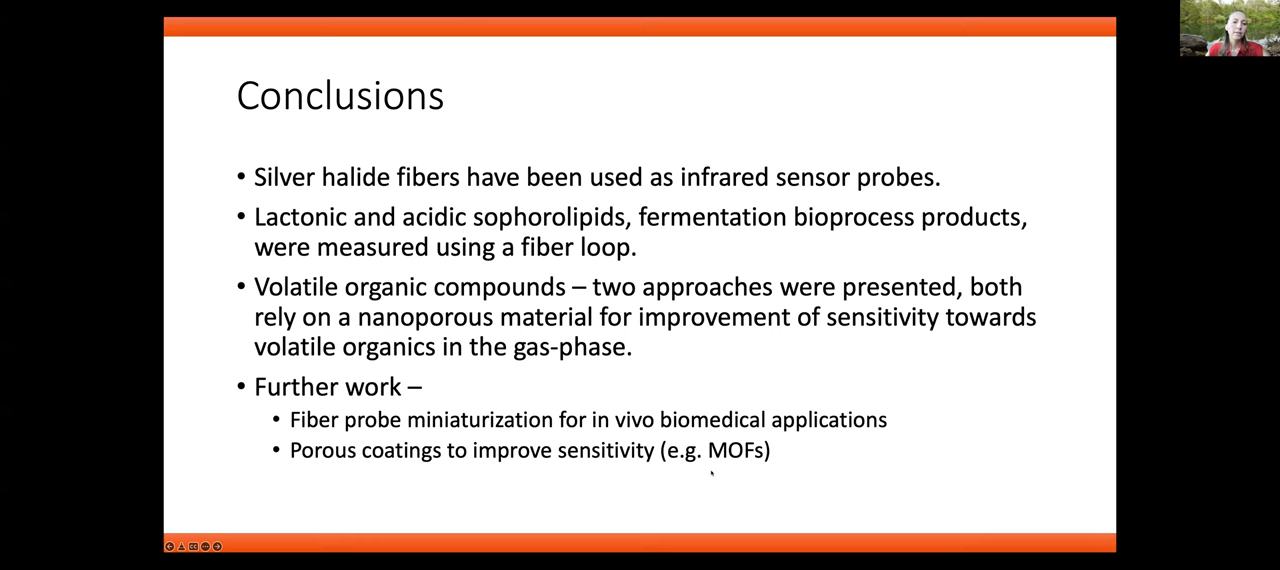 Conclusions
• Silver halide fibers have been used as infrared sensor probes.
• Lactonic and acidic sophorolipids, fermentation bioprocess products,
were measured using a fiber loop.
• Volatile organic compounds – two approaches were presented, both
rely on a nanoporous material for improvement of sensitivity towards
volatile organics in the gas-phase.
• Further work –
• Fiber probe miniaturization for in vivo biomedical applications
• Porous coatings to improve sensitivity (e.g. MOFs)